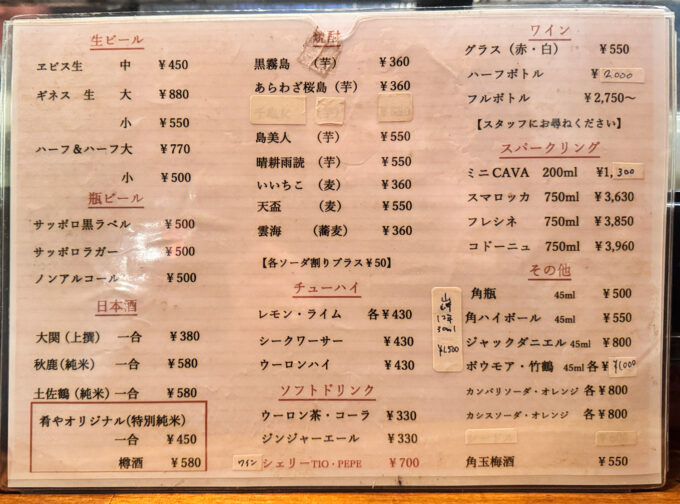 生ビール
ヱビス生 中 ¥450
ギネス 生 大 ¥880
小 ¥550
ハーフ&ハーフ大 ¥770
小 ¥500
瓶ビール
サッポロ黒ラベル ¥500
サッポロラガー ¥500
ノンアルコール ¥500
日本酒
大関(上撰) 一合 ¥380
秋鹿(純米) 一合 ¥580
土佐鶴(純米) 一合 ¥580
肴やオリジナル(特別純米)
一合 ¥450
樽酒 ¥580
焼酎
黒霧島 (芋) ¥360
あらわざ桜島(芋) ¥360
島美人 (芋) ¥550
晴耕雨読 (芋) ¥550
いいちこ (麦) ¥360
天盃 (麦) ¥550
雲海 (蕎麦) ¥360
【各ソーダ割りプラス¥50】
チューハイ
レモン・ライム 各¥430
シークワーサー ¥430
ウーロンハイ ¥430
ソフトドリンク
ウーロン茶・コーラ ¥330
ジンジャーエール ¥330
ワイン シェリーTIO・PEPE ¥700
山崎
12年
30ml
¥1,500
ワイン
グラス(赤・白) ¥550
ハーフボトル ¥2,000
フルボトル ¥2,750〜
【スタッフにお尋ねください】
スパークリング
ミニCAVA 200ml ¥1,300
スマロッカ 750ml ¥3,630
フレシネ 750ml ¥3,850
コドーニュ 750ml ¥3,960
その他
角瓶 45ml ¥500
角ハイボール 45ml ¥550
ジャックダニエル 45ml ¥800
ボウモア・竹鶴 45ml 各¥1,000
カンパリソーダ・オレンジ 各¥800
カシスソーダ・オレンジ 各¥800
角玉梅酒 ¥550